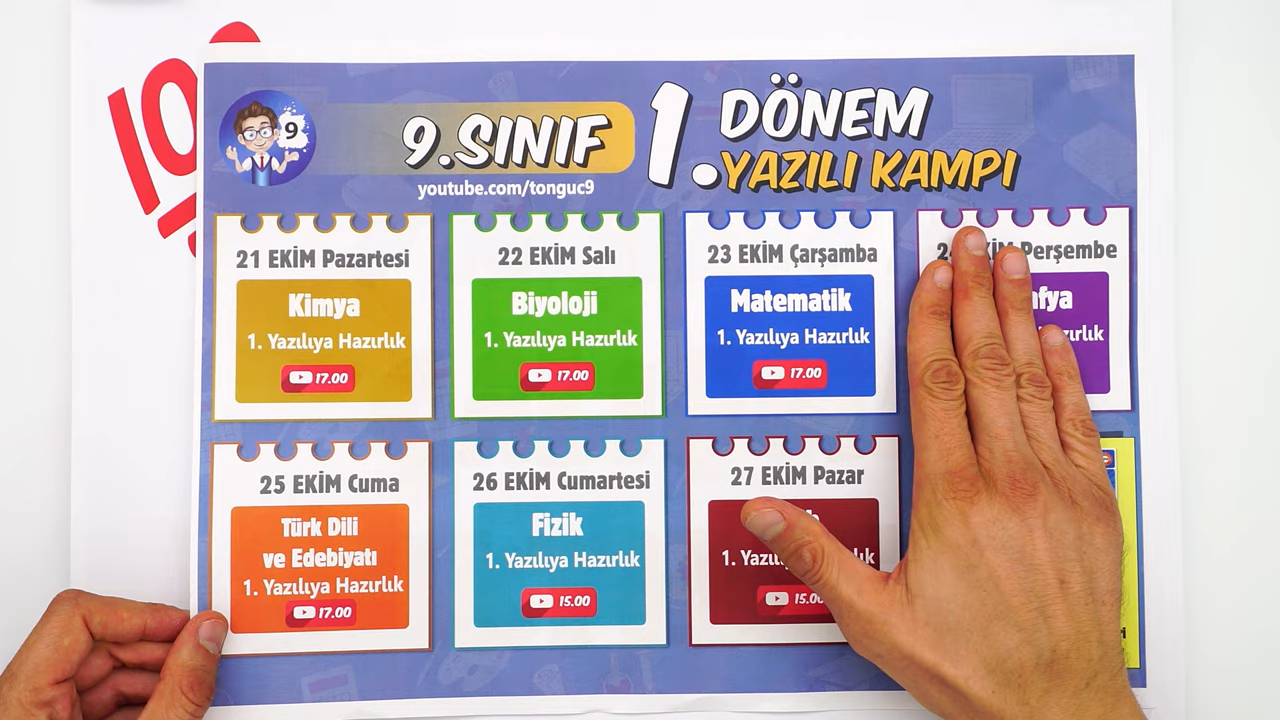 9
9.SINIF
youtube.com/tonguc9
1. DÖNEM
YAZILI KAMPI
21 EKİM Pazartesi
Kimya
1. Yazılıya Hazırlık
17.00
22 EKİM Salı
Biyoloji
1. Yazılıya Hazırlık
17.00
23 EKİM Çarşamba
Matematik
1. Yazılıya Hazırlık
17.00
Perşembe
25 EKİM Cuma
Türk Dili
ve Edebiyatı
1. Yazılıya Hazırlık
17.00
26 EKİM Cumartesi
Fizik
1. Yazılıya Hazırlık
15.00
27 EKİM Pazar
1.
15.00